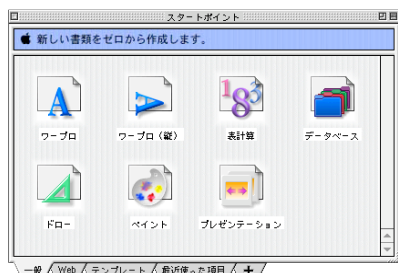 スタートポイント
新しい書類をゼロから作成します。
ワープロ
ワープロ（縦）
表計算
データベース
ドロー
ペイント
プレゼンテーション
一般 Web テンプレート 最近使った項目 +